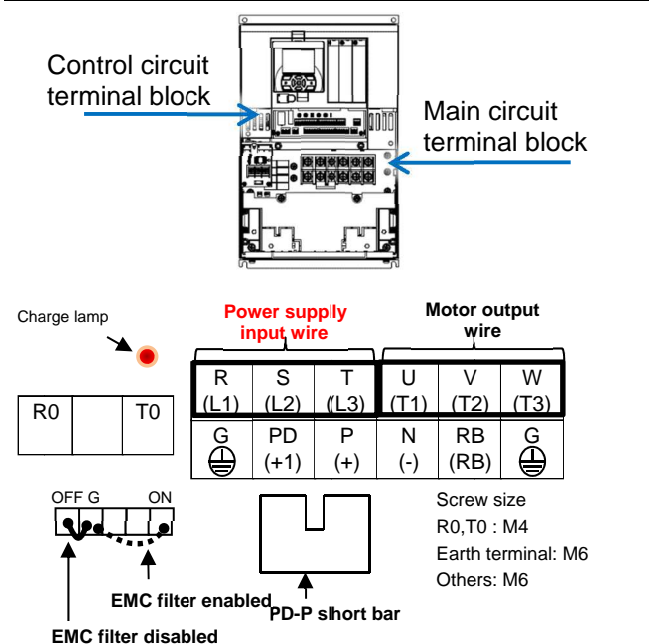 Control circuit
terminal block
Main circuit
terminal block
Charge lamp
Power supply
input wire
Motor output
wire
R S T U V W
(L1) (L2) (L3) (T1) (T2) (T3)
R0 T0
G PD P N RB G
(+1) (+) (-) (RB)
OFF G ON
Screw size
R0,T0 : M4
Earth terminal: M6
Others: M6
EMC filter enabled
PD-P short bar
EMC filter disabled